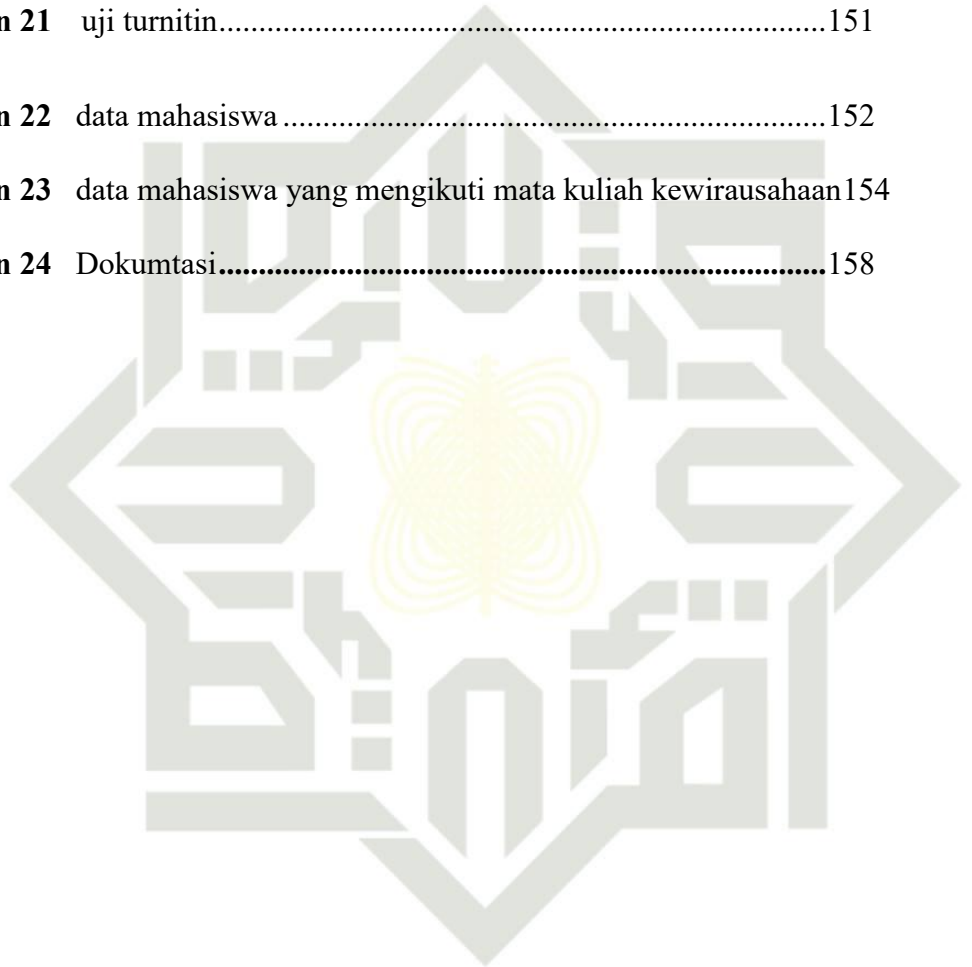 n 21 uji turnitin............................................................................151
n 22 data mahasiswa....................................................................152
n 23 data mahasiswa yang mengikuti mata kuliah kewirausahaan154
n 24 Dokumtasi............................................................................158